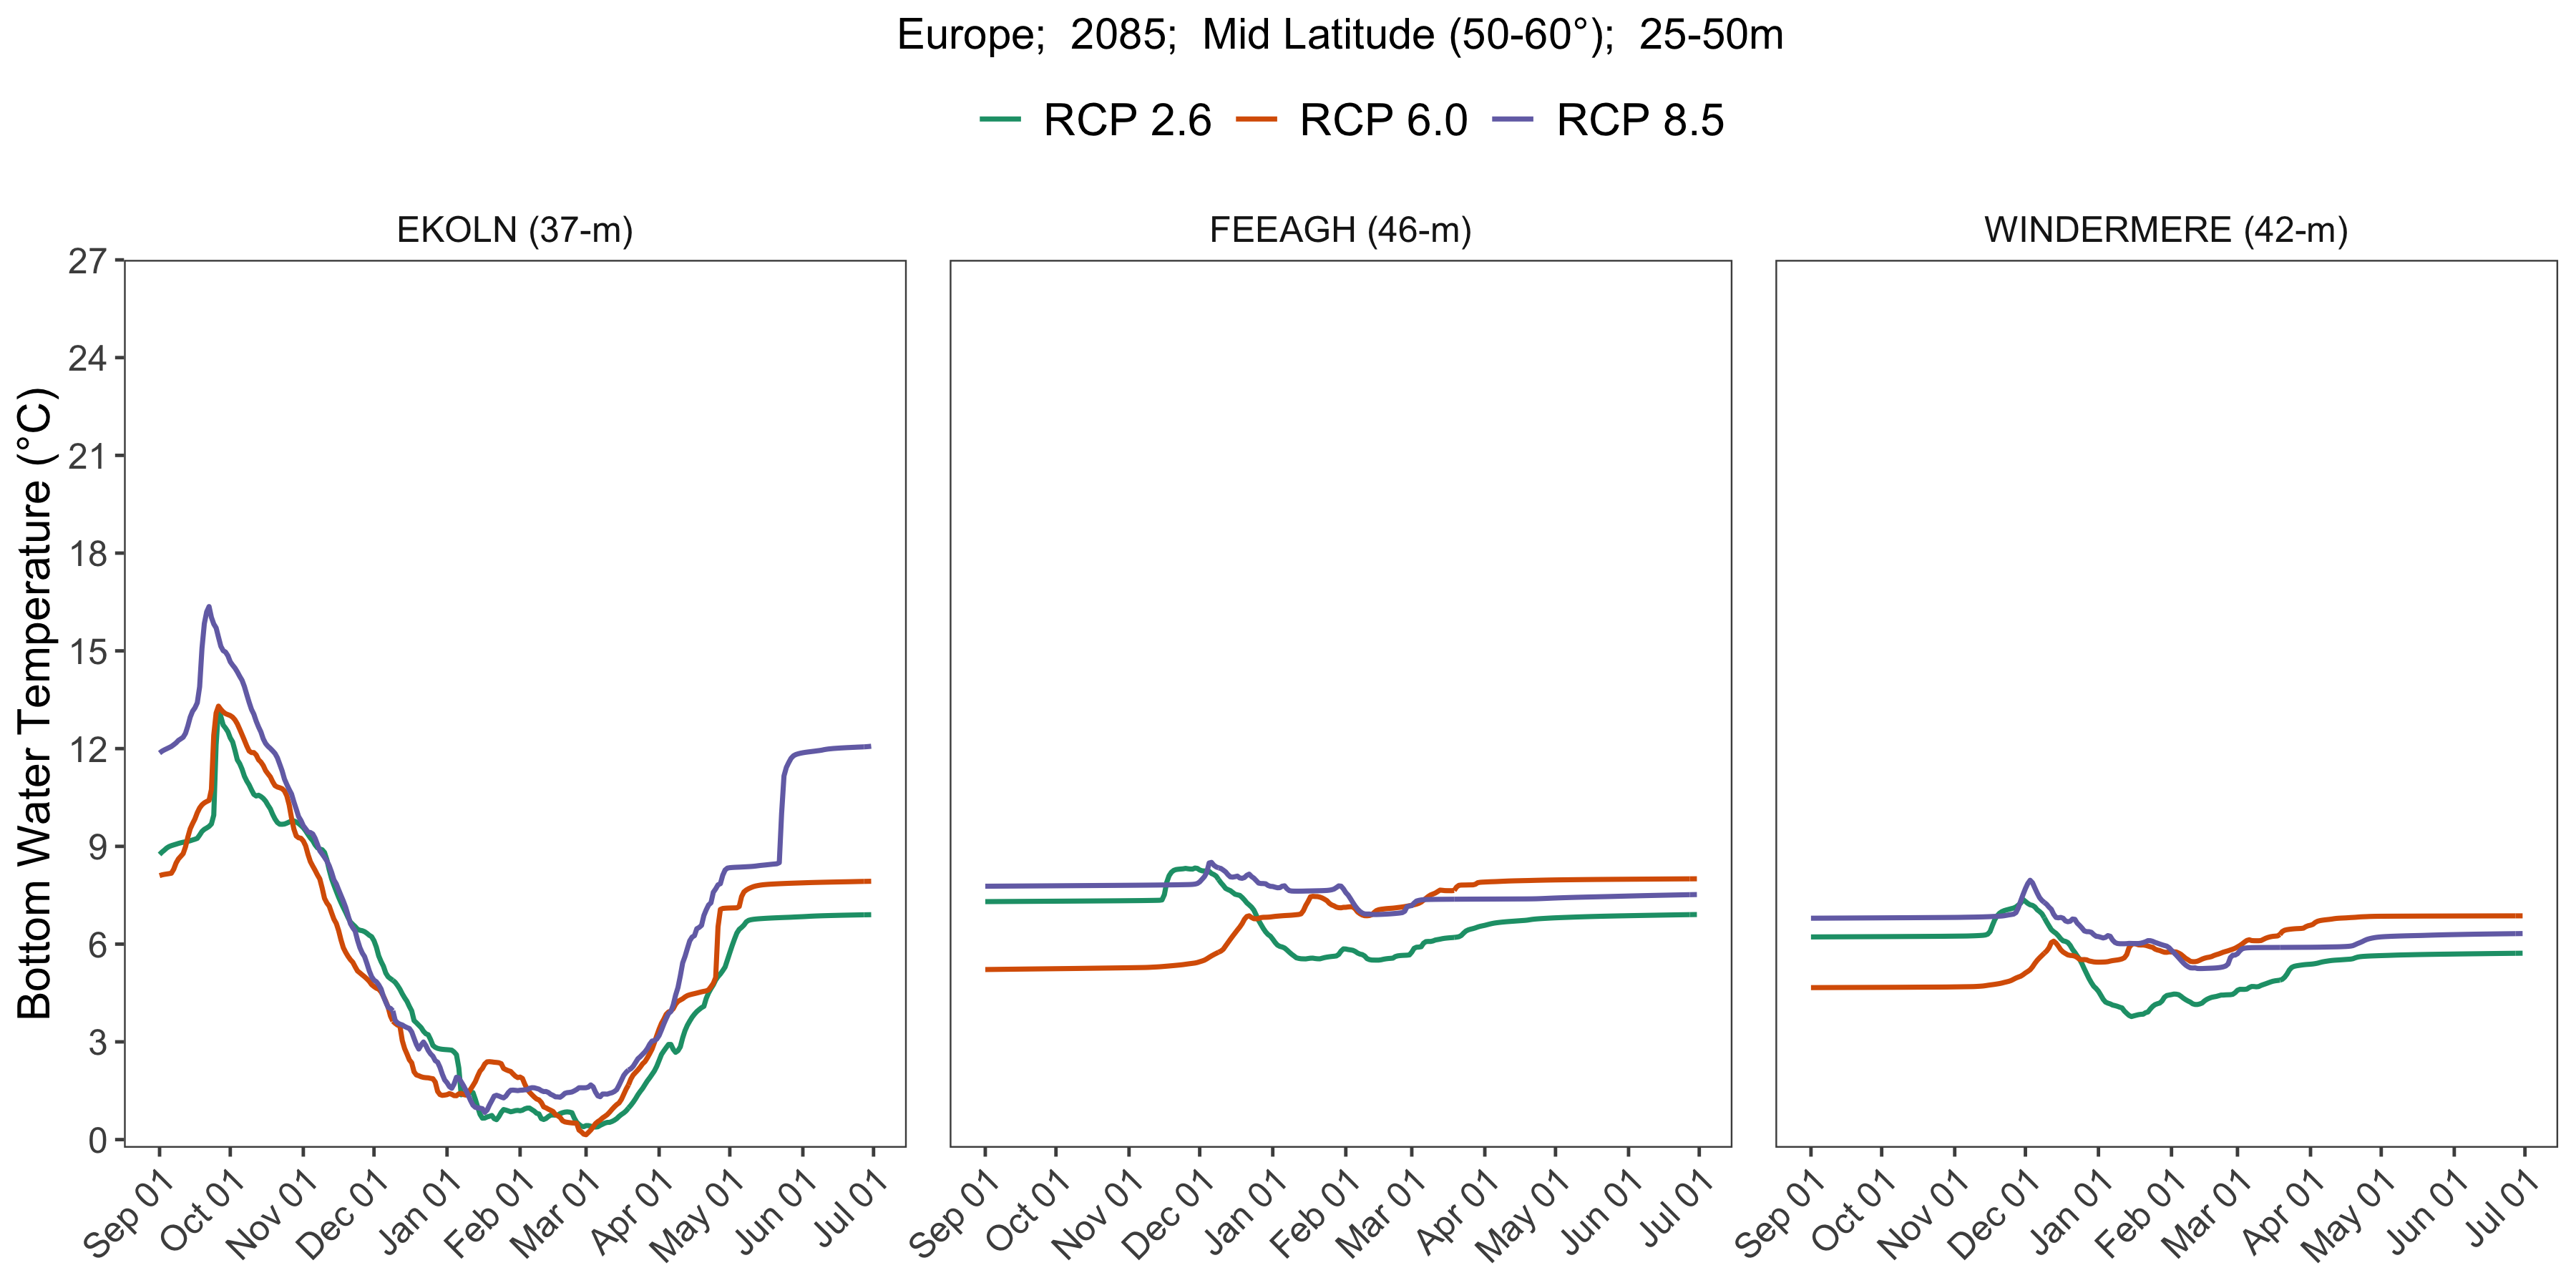 Europe;  2085;  Mid Latitude (50-60°);  25-50m
RCP 2.6 RCP 6.0 RCP 8.5
EKOLN (37-m) FEEAGH (46-m) WINDERMERE (42-m)
Bottom Water Temperature (°C)
27
24
21
18
15
12
9
6
3
0
Sep 01 Oct 01 Nov 01 Dec 01 Jan 01 Feb 01 Mar 01 Apr 01 May 01 Jun 01 Jul 01
Sep 01 Oct 01 Nov 01 Dec 01 Jan 01 Feb 01 Mar 01 Apr 01 May 01 Jun 01 Jul 01
Sep 01 Oct 01 Nov 01 Dec 01 Jan 01 Feb 01 Mar 01 Apr 01 May 01 Jun 01 Jul 01